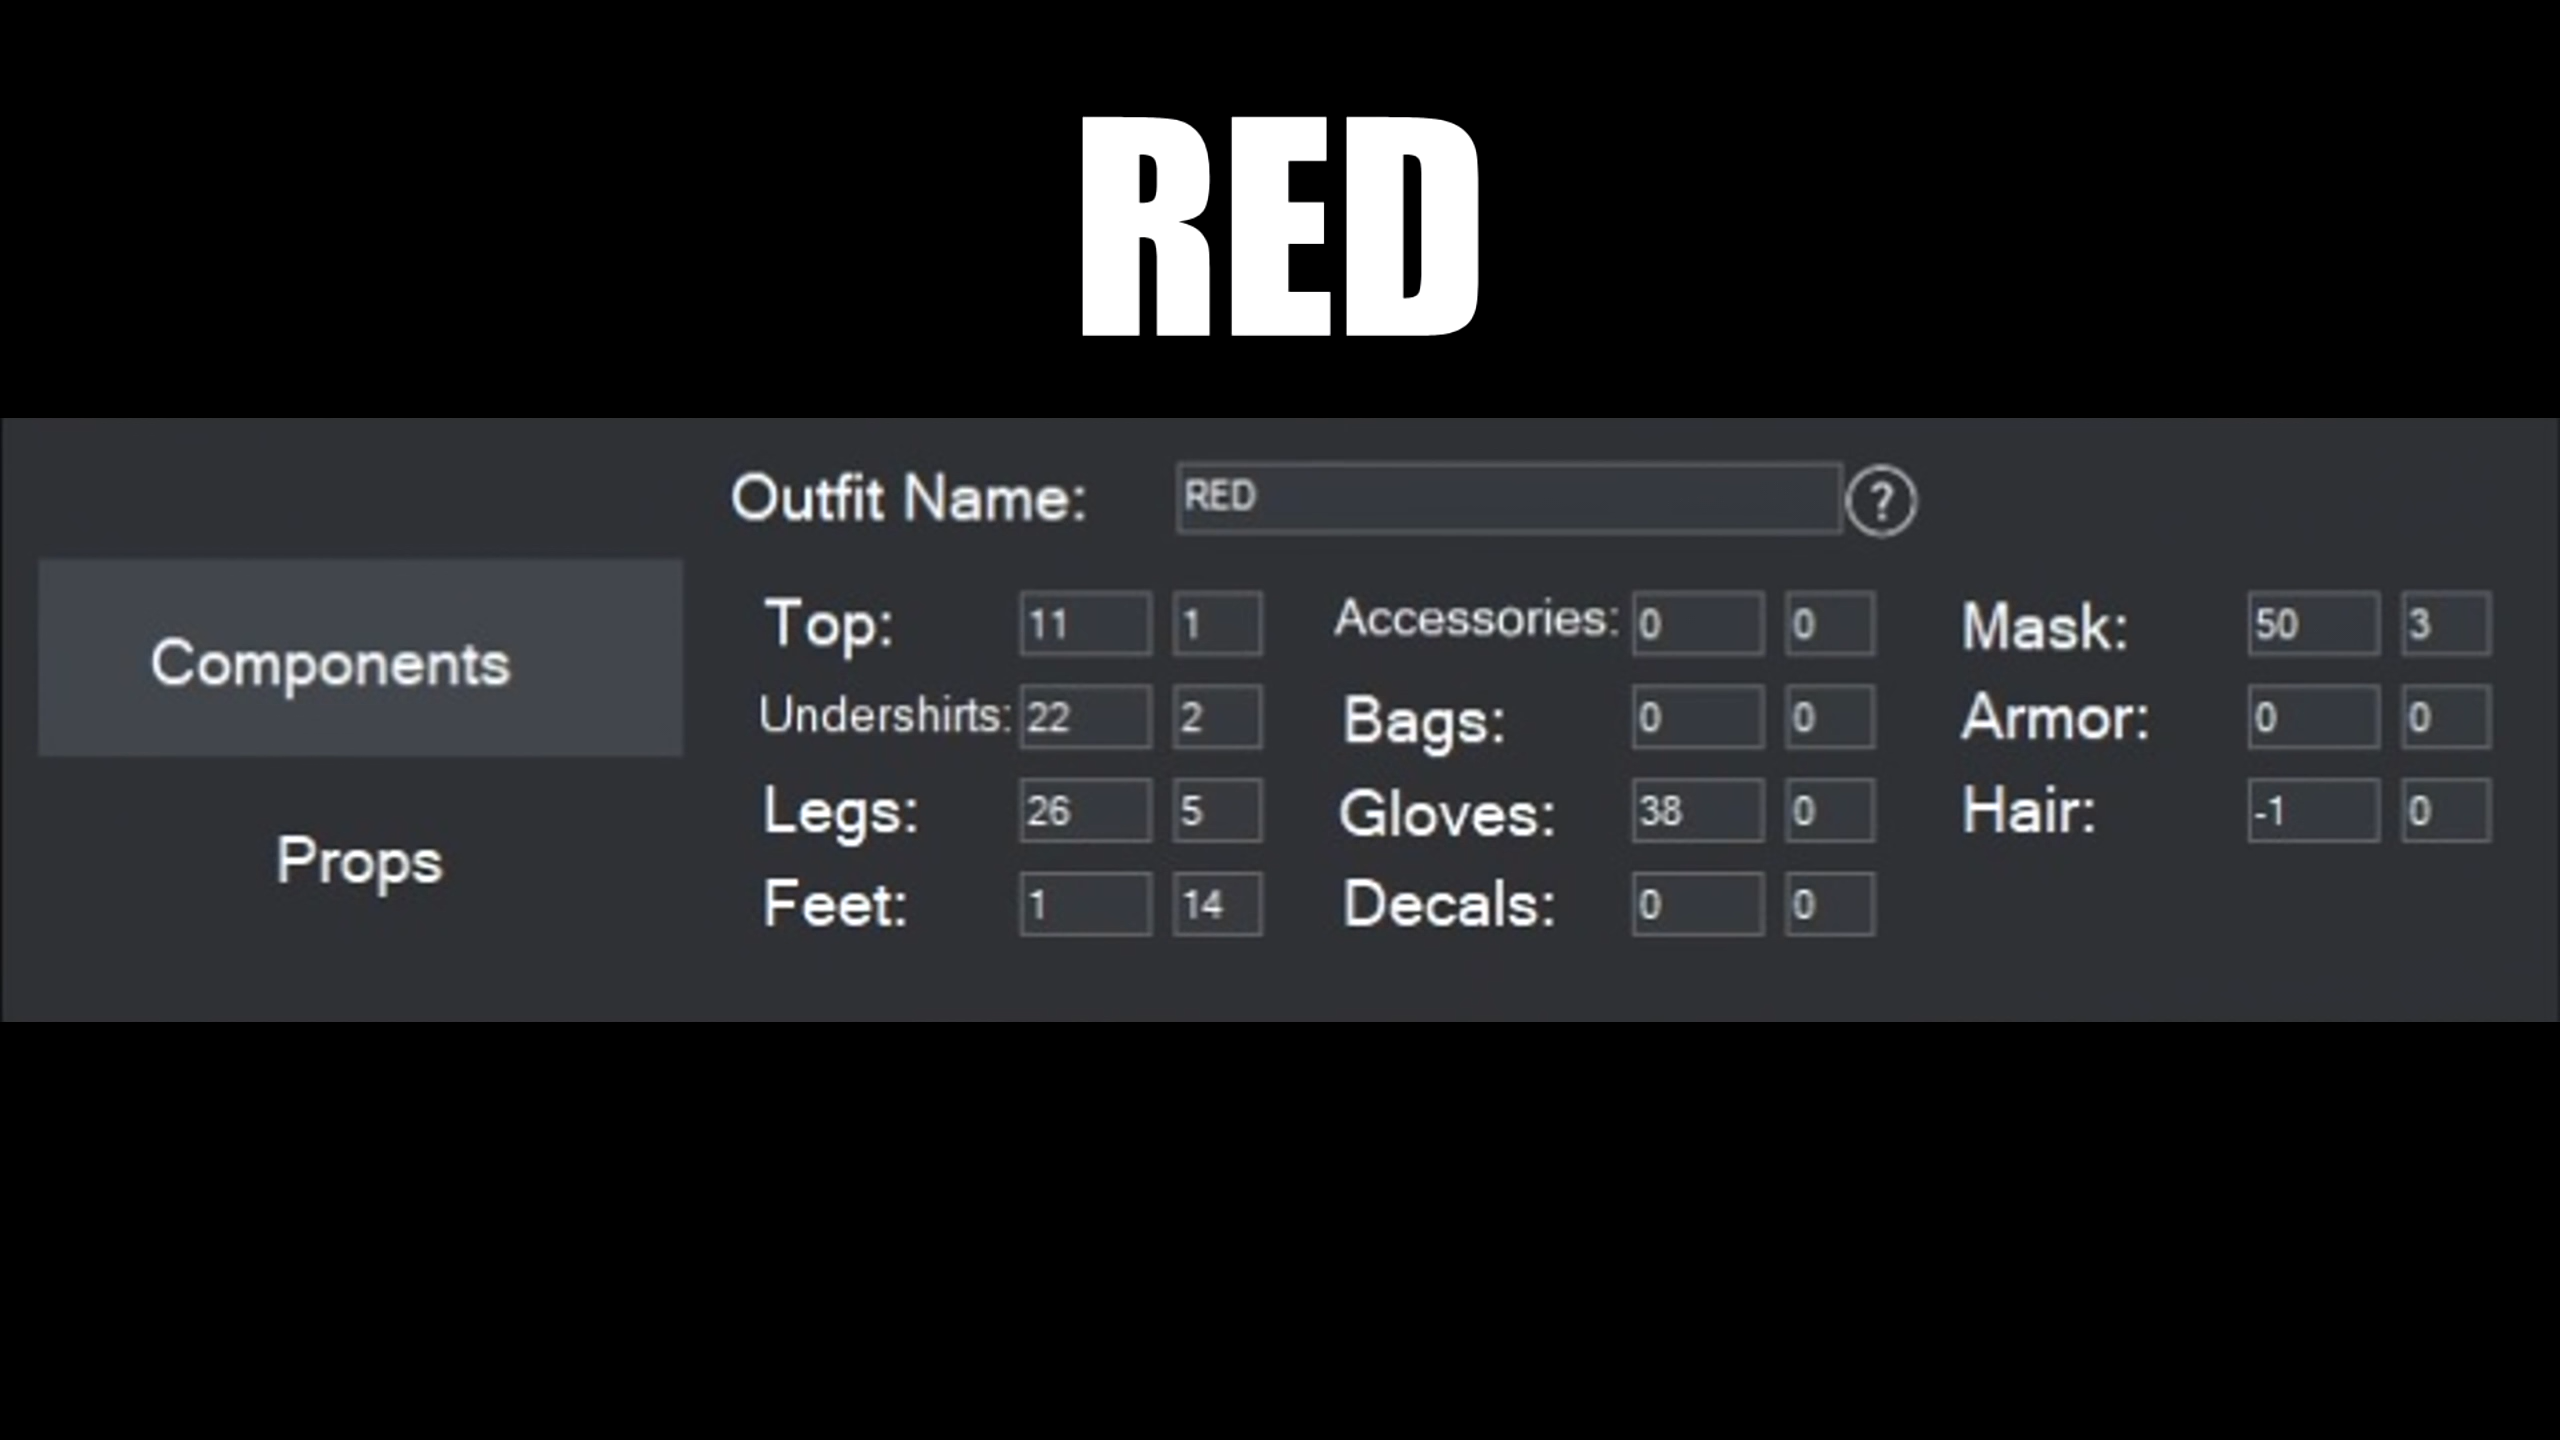 RED
Outfit Name: RED ?
Components
Props
Top: 11 1 Accessories: 0 0 Mask: 50 3
Undershirts: 22 2 Bags: 0 0 Armor: 0 0
Legs: 26 5 Gloves: 38 0 Hair: -1 0
Feet: 1 14 Decals: 0 0